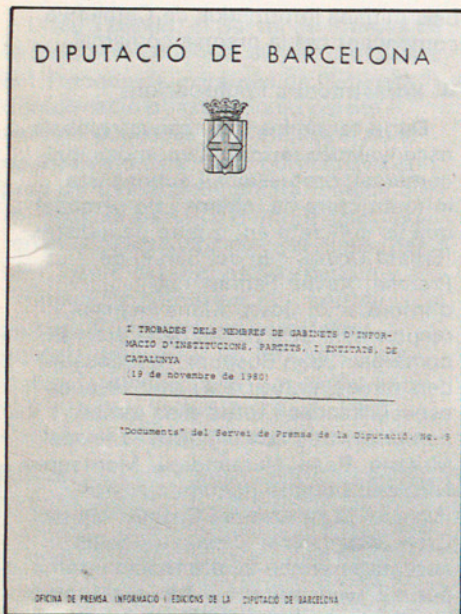 DIPUTACIÓ DE BARCELONA
I TROBADES DELS MEMBRES DE GABINETS D'INFOR-
MACIO D'INSTITUCIONS, PARTITS, I ENTITATS, DE
CATALUNYA
(19 de novembre de 1980)
"Documents" del Servei de Premsa de la Diputació. No. 5
OFICINA DE PREMSA, INFORMACIO I EDICIONS DE LA DIPUTACIÓ DE BARCELONA